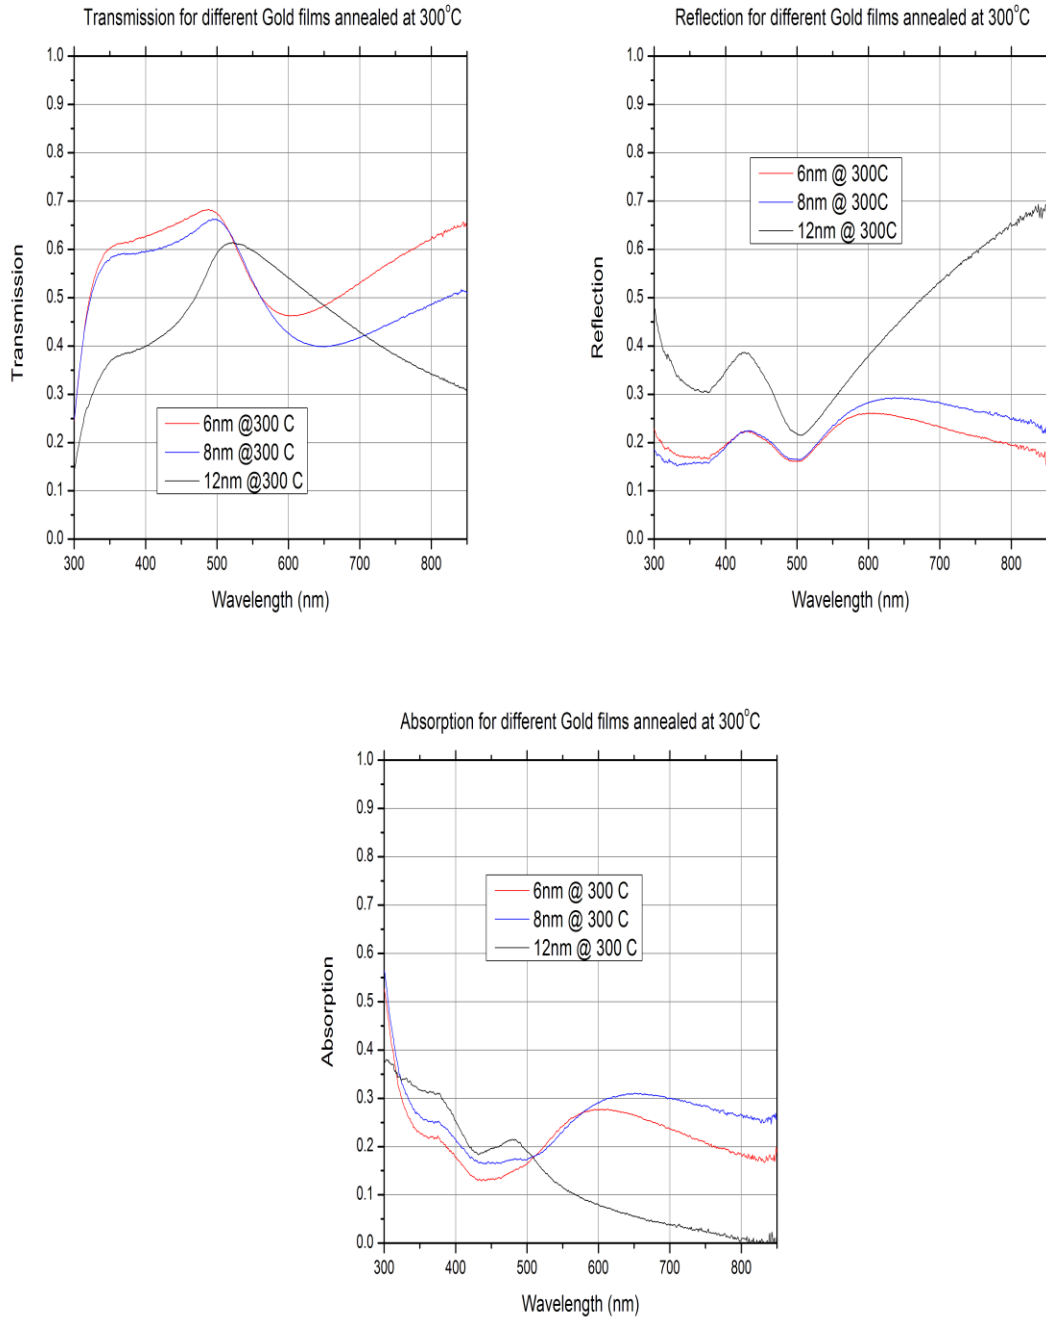 Transmission for different Gold films annealed at 300°C
1.0
0.9
0.8
0.7
0.6
0.5
0.4
0.3
0.2
0.1
0.0
Transmission
6nm @300 C
8nm @300 C
12nm @300 C
300 400 500 600 700 800
Wavelength (nm)
Reflection for different Gold films annealed at 300°C
1.0
0.9
0.8
0.7
0.6
0.5
0.4
0.3
0.2
0.1
0.0
Reflection
6nm @ 300C
8nm @ 300C
12nm @ 300C
300 400 500 600 700 800
Wavelength (nm)
Absorption for different Gold films annealed at 300°C
1.0
0.9
0.8
0.7
0.6
0.5
0.4
0.3
0.2
0.1
0.0
Absorption
6nm @ 300 C
8nm @ 300 C
12nm @ 300 C
300 400 500 600 700 800
Wavelength (nm)